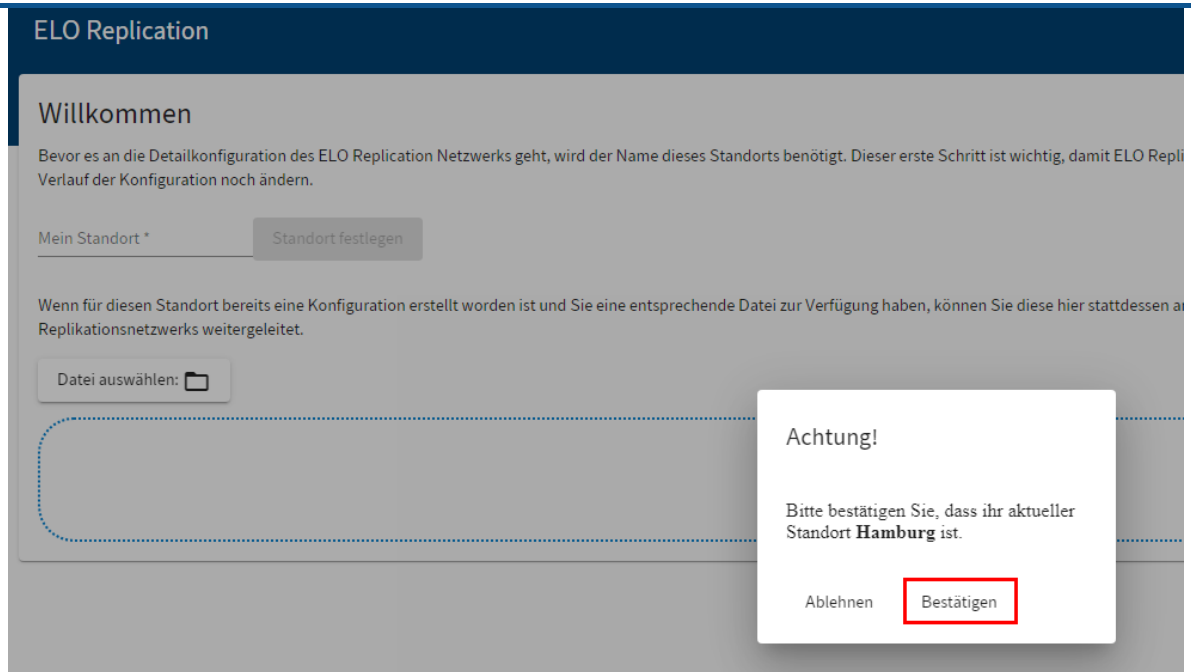 ELO Replication
Willkommen
Bevor es an die Detailkonfiguration des ELO Replication Netzwerks geht, wird der Name dieses Standorts benötigt. Dieser erste Schritt ist wichtig, damit ELO Repli
Verlauf der Konfiguration noch ändern.
Mein Standort * Standort festlegen
Wenn für diesen Standort bereits eine Konfiguration erstellt worden ist und Sie eine entsprechende Datei zur Verfügung haben, können Sie diese hier stattdessen
Replikationsnetzwerks weitergeleitet.
Datei auswählen:
Achtung!
Bitte bestätigen Sie, dass ihr aktueller
Standort Hamburg ist.
Ablehnen Bestätigen